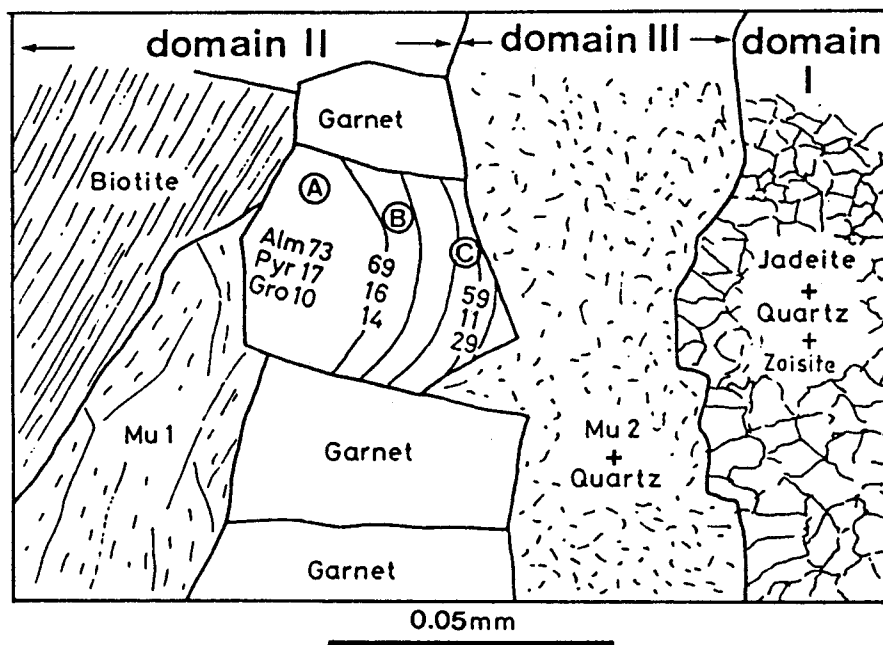 domain II
domain III
domain
I
Garnet
Biotite
A
B
C
Alm 73
Pyr 17
Gro 10
69
16
14
59
11
29
Jadeite
+
Quartz
+
Zoisite
Mu 1
Garnet
Mu 2
+
Quartz
Garnet
0.05mm